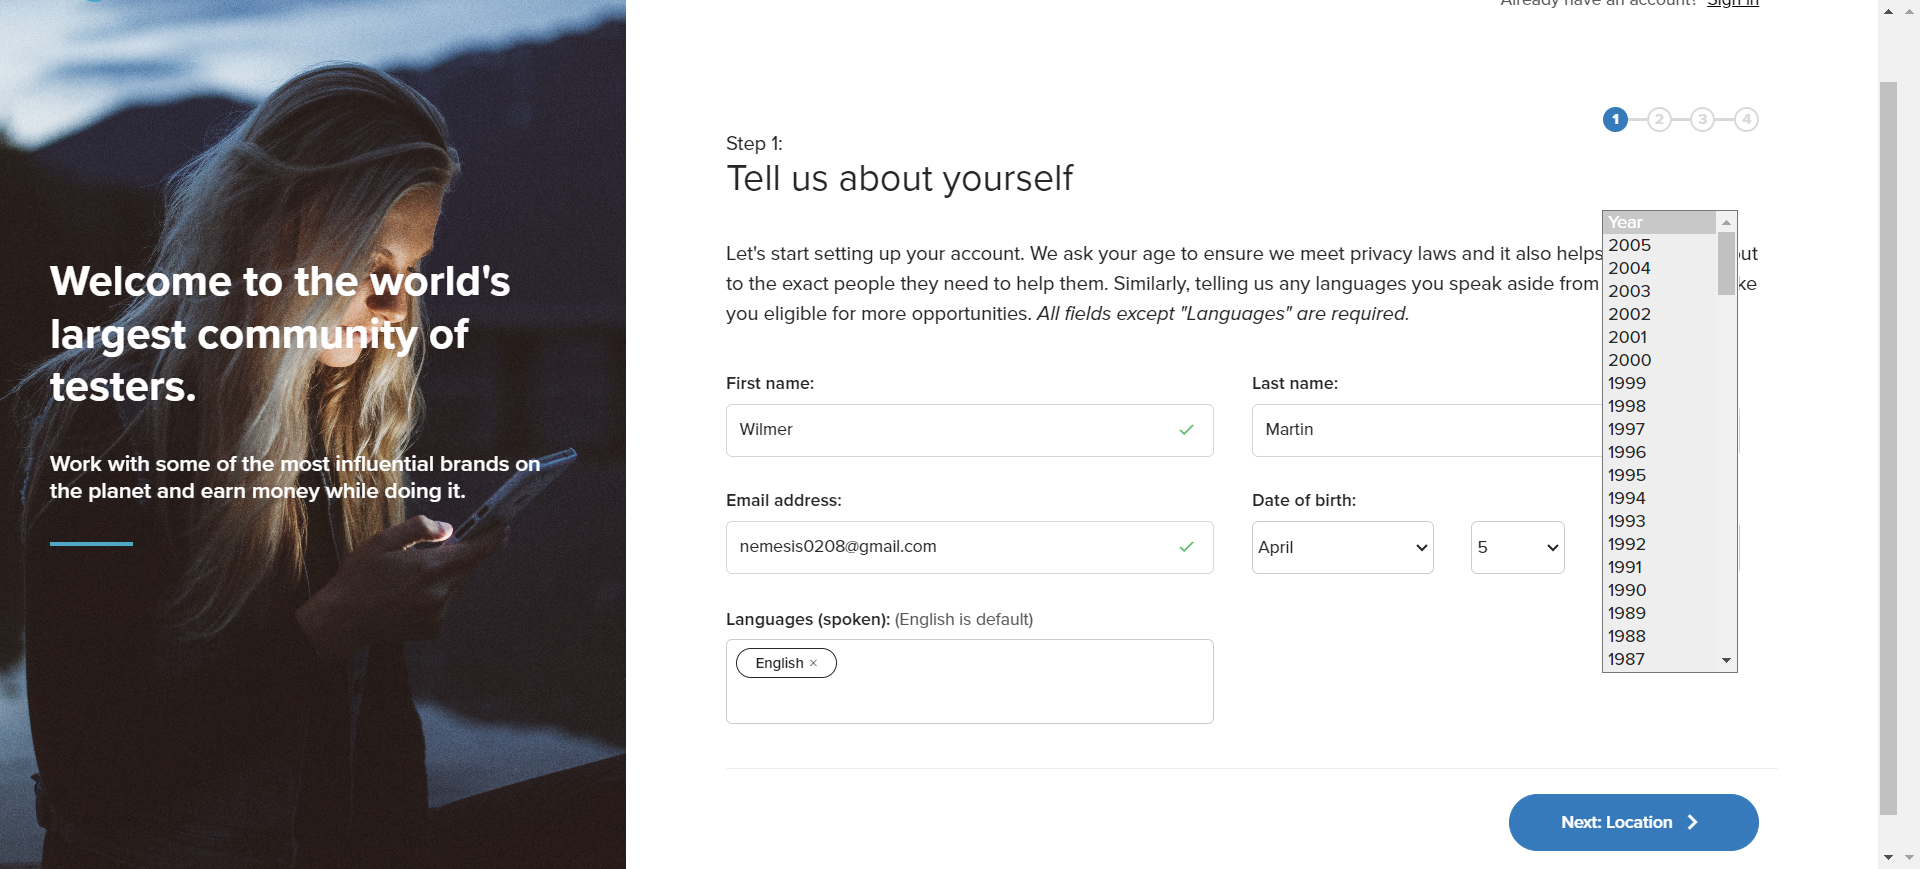 Already have an account? Sign in
1 2 3 4
Step 1:
Tell us about yourself
Welcome to the world's
largest community of
testers.
Work with some of the most influential brands on
the planet and earn money while doing it.
Let's start setting up your account. We ask your age to ensure we meet privacy laws and it also helps
to the exact people they need to help them. Similarly, telling us any languages you speak aside from
you eligible for more opportunities. All fields except "Languages" are required.
First name:
Wilmer
Last name:
Martin
Email address:
nemesis0208@gmail.com
Date of birth:
April
5
Year
2005
2004
2003
2002
2001
2000
1999
1998
1997
1996
1995
1994
1993
1992
1991
1990
1989
1988
1987
Languages (spoken): (English is default)
English ×
Next: Location